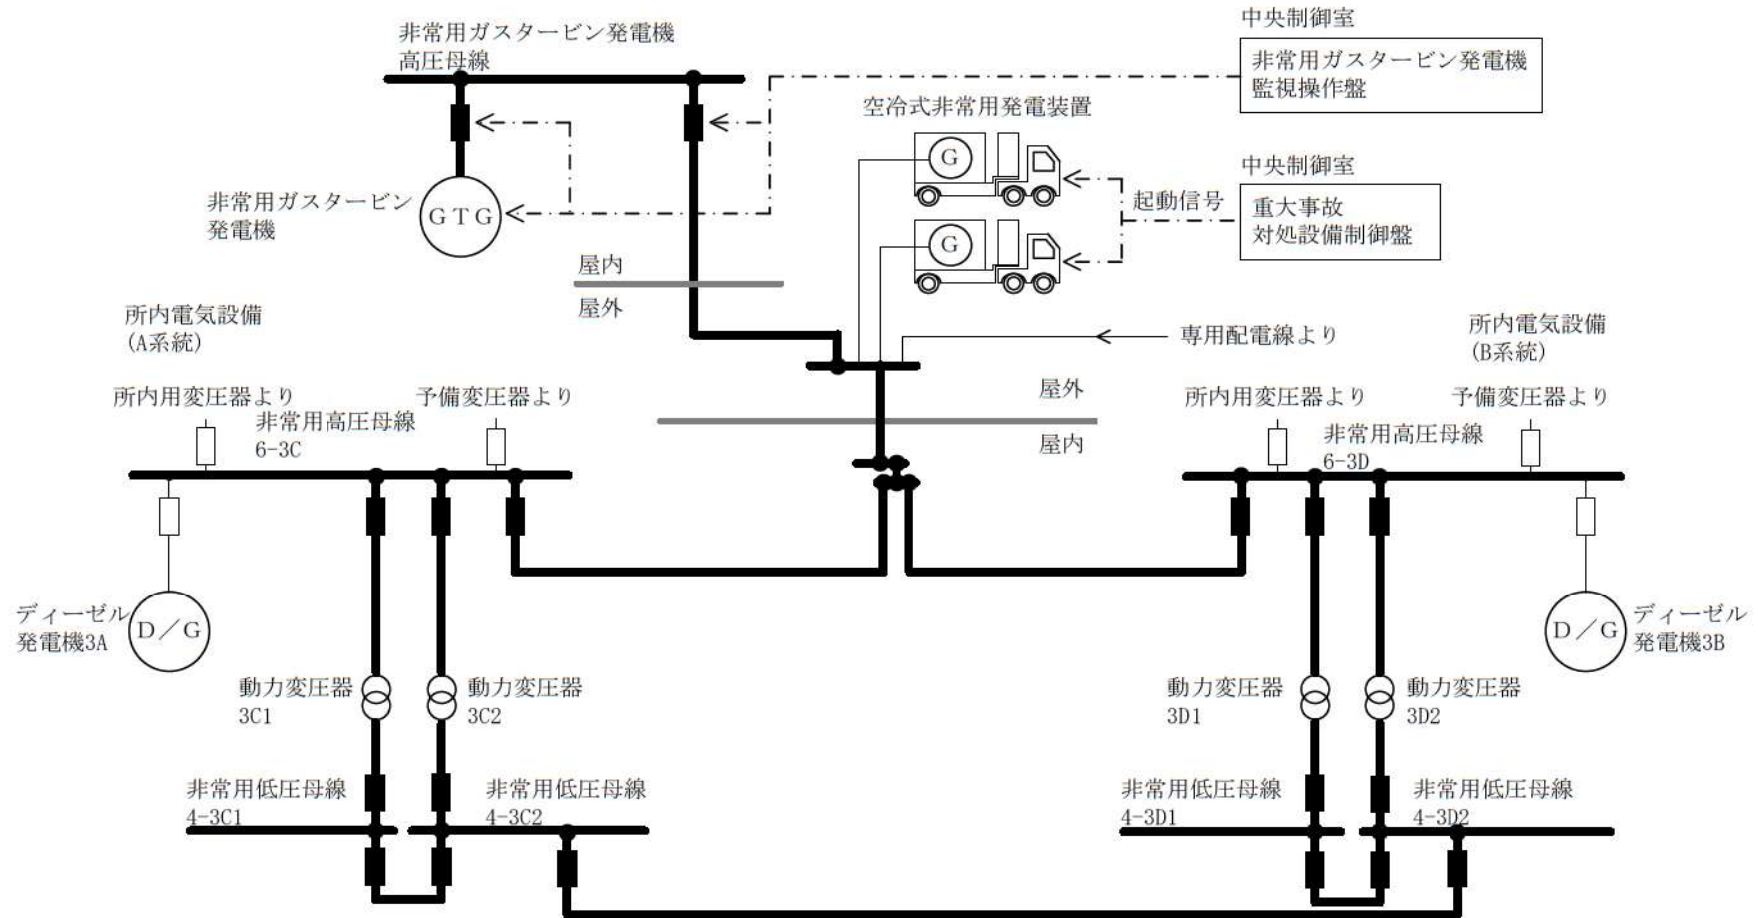 非常用ガスタービン発電機
高圧母線
中央制御室
非常用ガスタービン発電機
監視操作盤
空冷式非常用発電装置
G
G
中央制御室
重大事故
対処設備制御盤
起動信号
非常用ガスタービン
発電機
GTG
屋内
屋外
所内電気設備
(A系統)
専用配電線より
所内電気設備
(B系統)
所内用変圧器より
予備変圧器より
非常用高圧母線
6-3C
屋外
屋内
所内用変圧器より
予備変圧器より
非常用高圧母線
6-3D
ディーゼル
発電機3A
D/G
D/G
ディーゼル
発電機3B
動力変圧器
3C1
動力変圧器
3C2
動力変圧器
3D1
動力変圧器
3D2
非常用低圧母線
4-3C1
非常用低圧母線
4-3C2
非常用低圧母線
4-3D1
非常用低圧母線
4-3D2